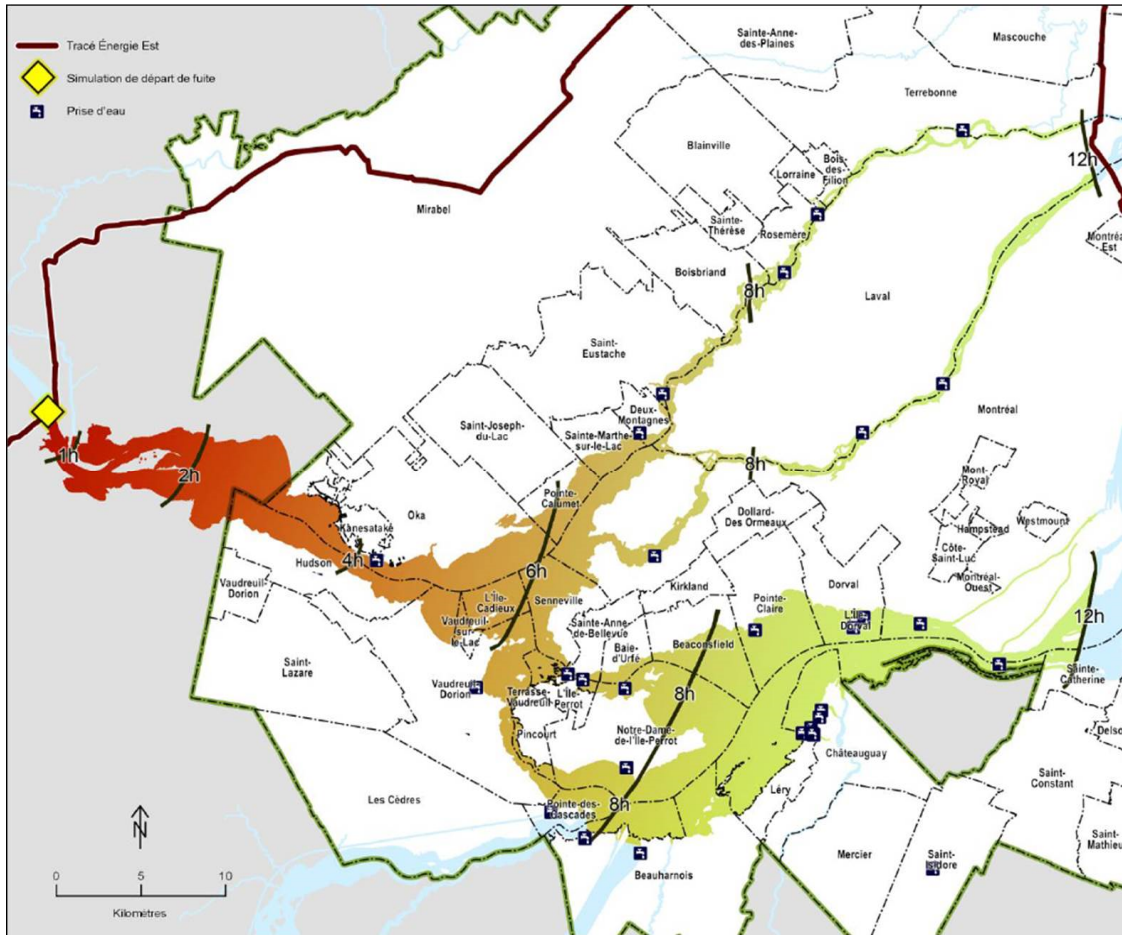 Tracé Énergie Est
Simulation de départ de fuite
Prise d'eau
Sainte-Anne-
des-Plaines
Mascouche
Terrebonne
Blainville
Bois-
des-
Filion
Lorraine
12h
Mirabel
Sainte-
Thérèse
Rosemère
Montréal
Est
Boisbriand
8h
Laval
Saint-
Eustache
Deux-
Montagnes
Montréal
Saint-Joseph-
du-Lac
Sainte-Marthe-
sur-le-Lac
1h
2h
8h
Mont-
Royal
Pointe-
Calumet
Oka
Dollard-
Des Ormeaux
Hampstead
Westmount
Kanesatake
Côte-
Saint-Luc
4h
Hudson
6h
Kirkland
Dorval
Montréal-
Ouest
Vaudreuil-
Dorion
L'Île-
Cadieux
Senneville
Pointe-
Claire
12h
Vaudreuil-
sur-
le-Lac
Sainte-Anne-
de-Bellevue
L'Île
Dorval
Baie-
d'Urfé
Beaconsfield
Saint-
Lazare
Sainte-
Catherine
Vaudreuil-
Dorion
Terrasse-
Vaudreuil
L'Île-
Perrot
8h
Delso
Pincourt
Notre-Dame-
de-l'Île-Perrot
Châteauguay
Saint-
Constant
Léry
Les Cèdres
Pointe-des-
Cascades
8h
Saint-
Mathieu
N
Mercier
Saint-
Isidore
Beauharnois
0 5 10
Kilomètres